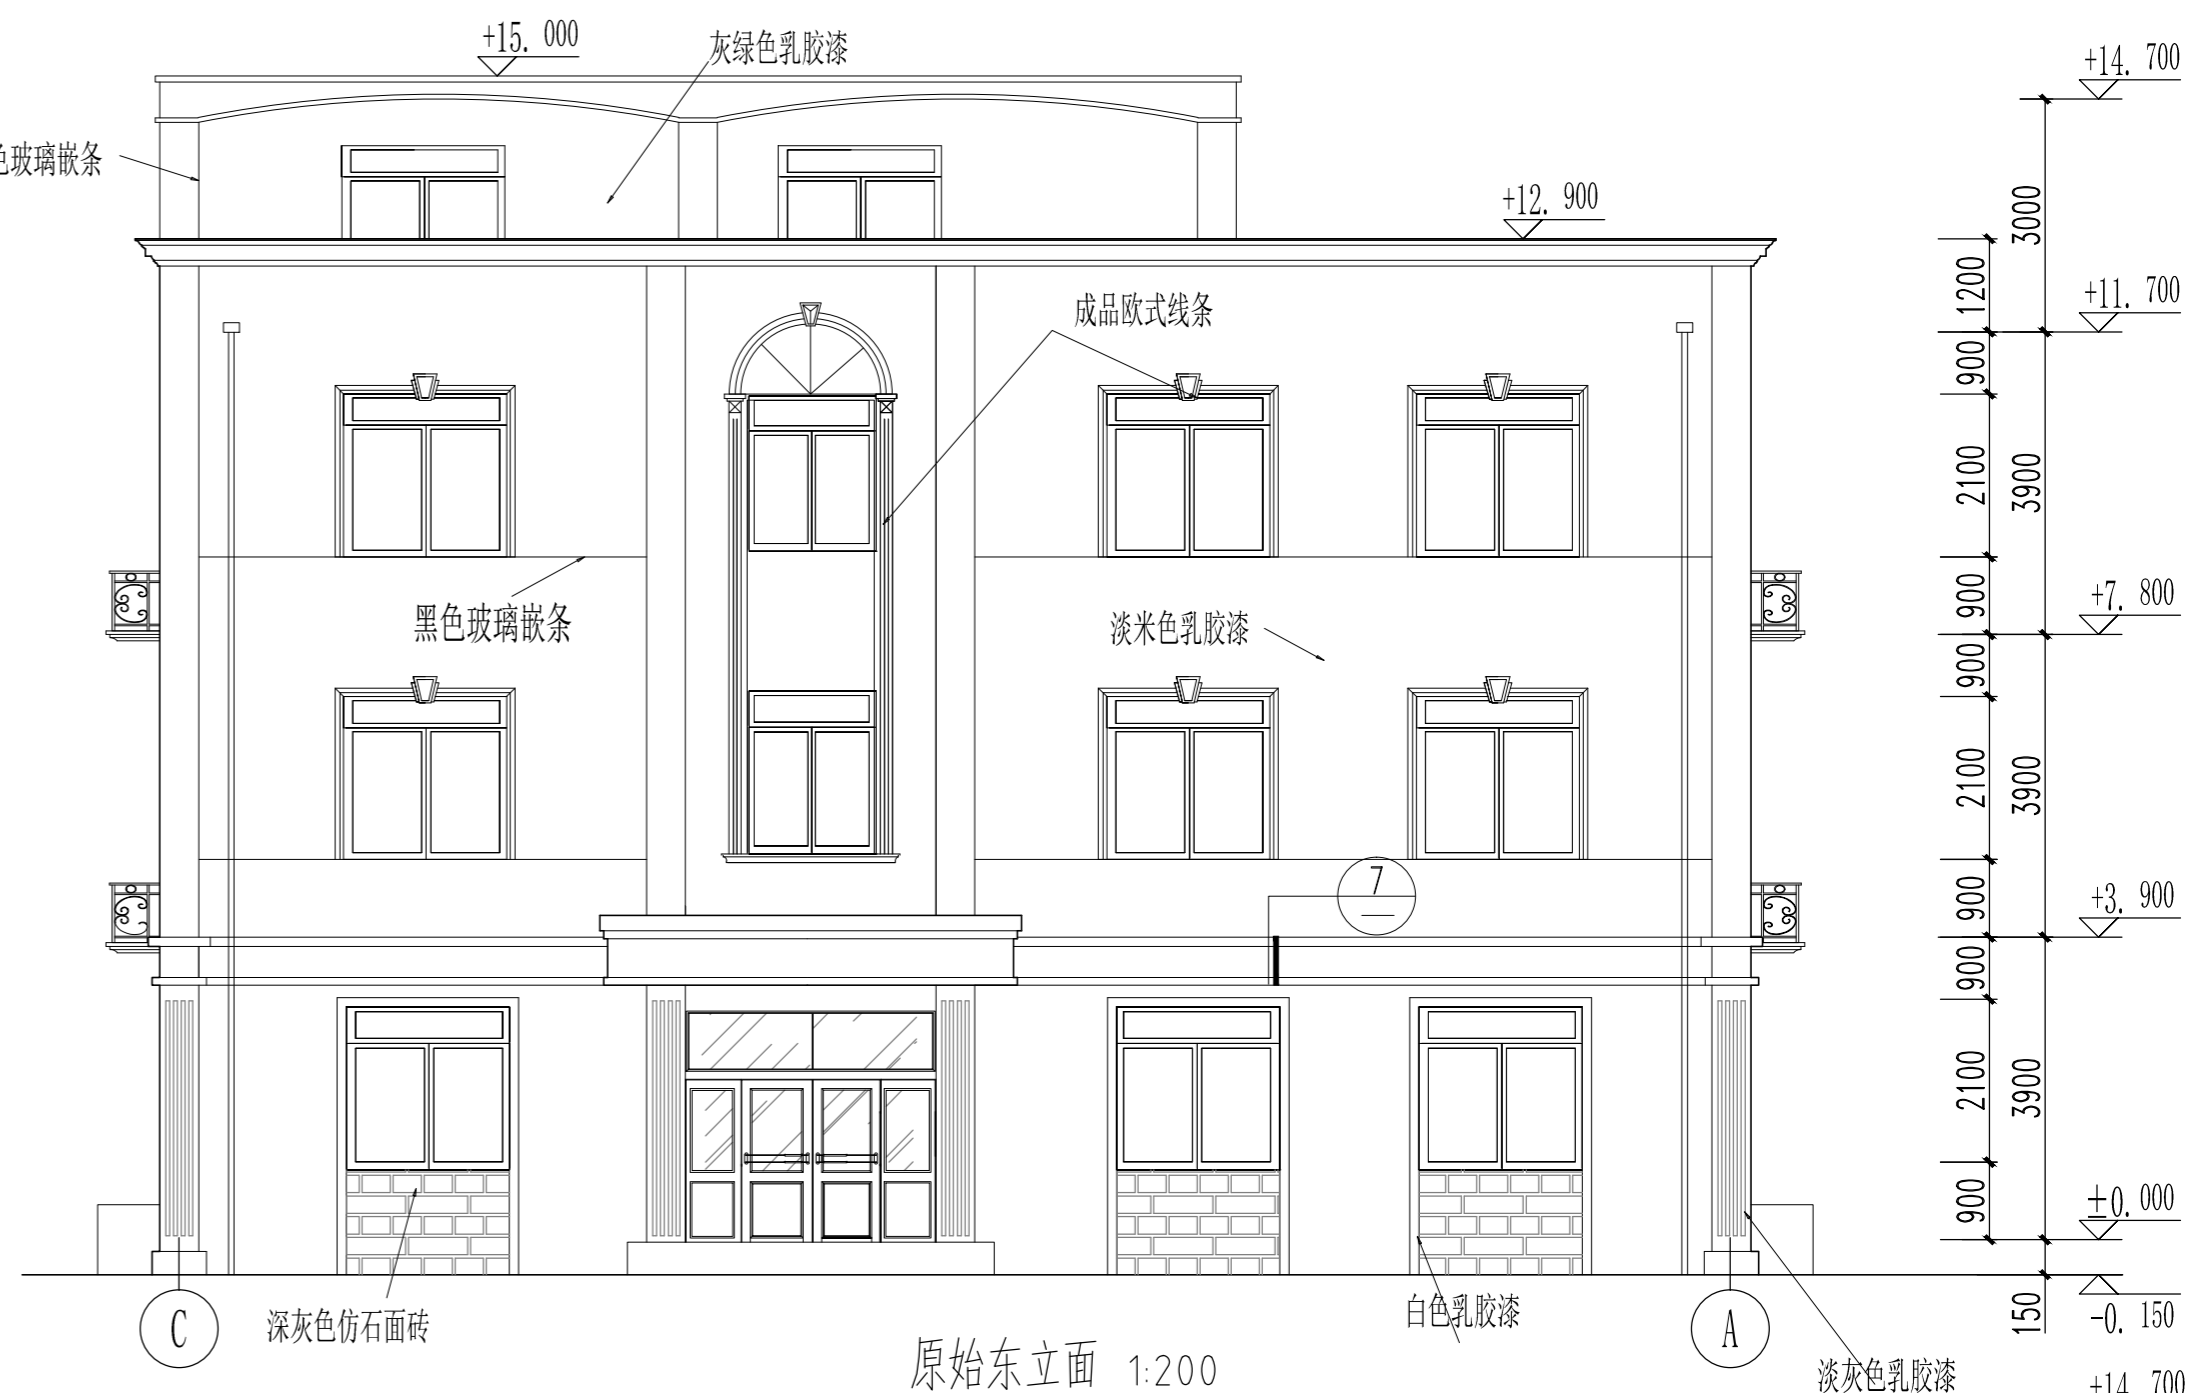 +15.000
灰绿色乳胶漆
+14.700
色玻璃嵌条
+12.900
3000
1200
+11.700
成品欧式线条
900
2100
3900
黑色玻璃嵌条
淡米色乳胶漆
900
+7.800
900
2100
3900
7
900
+3.900
900
2100
3900
900
±0.000
深灰色仿石面砖
白色乳胶漆
C
A
150
-0.150
原始东立面 1:200
淡灰色乳胶漆
+14.700